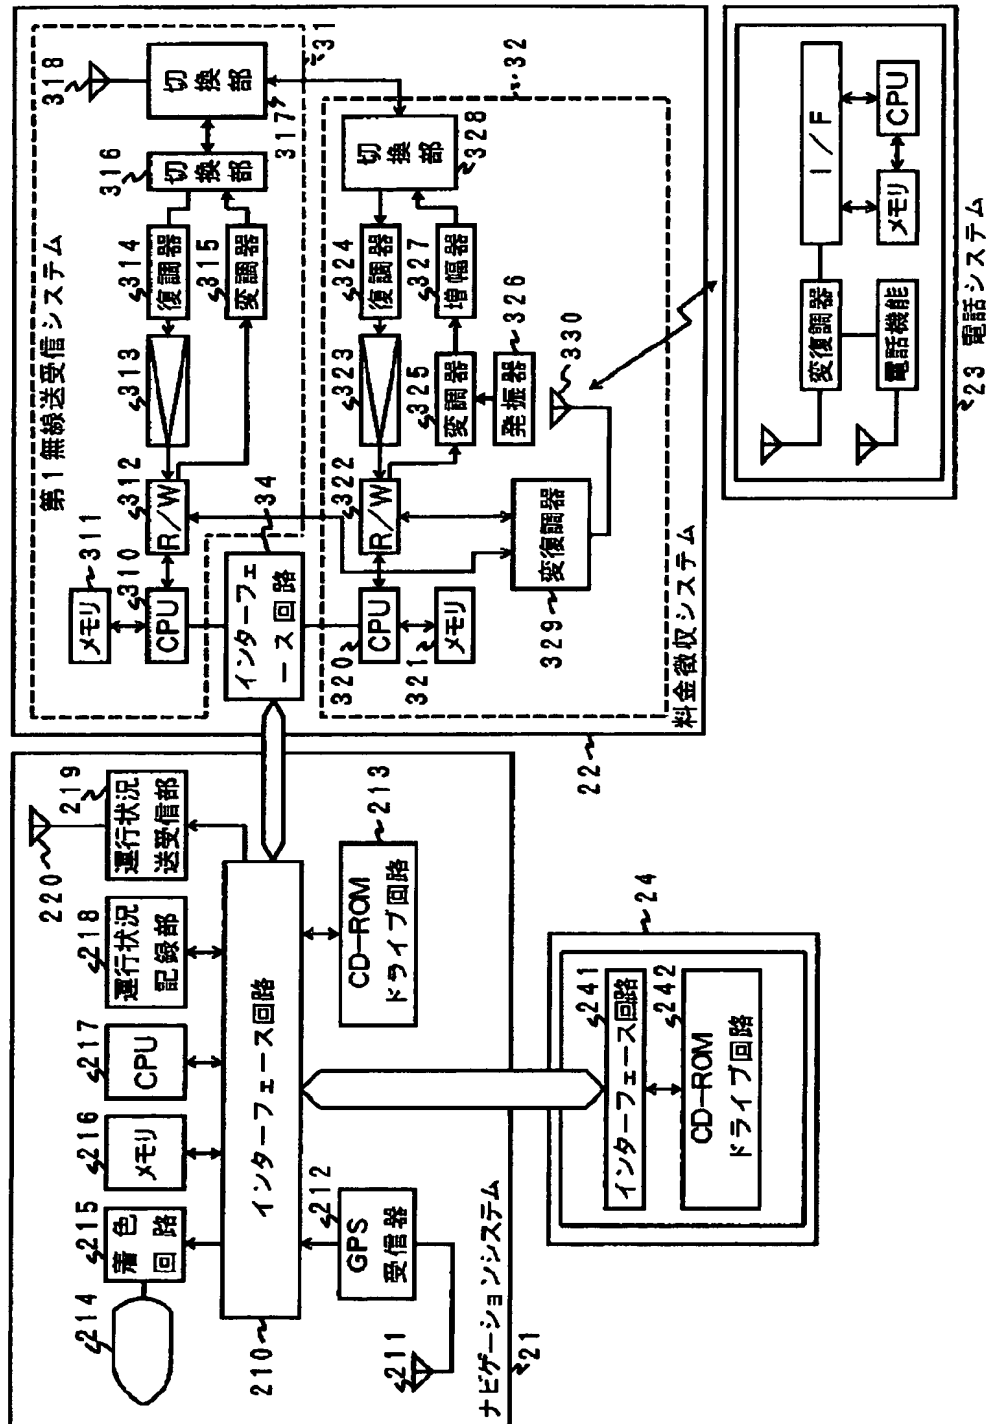 ナビゲーションシステム
21
214
215
着色
回路
216
メモリ
217
CPU
218
運行状況
記録部
219
運行状況
送受信部
220
210
インターフェース回路
211
212
GPS
受信器
213
CD-ROM
ドライブ回路
24
241
インターフェース回路
242
CD-ROM
ドライブ回路
22
料金徴収システム
第1無線送受信システム
31
311
メモリ
310
CPU
312
R/W
313
314
復調器
315
変調器
316
切換部
317
切換部
318
34
インターフェ
ース回路
32
320
CPU
321
メモリ
322
R/W
323
324
復調器
325
変調器
326
発振器
327
増幅器
328
切換部
329
変復調器
330
変復調器
電話機能
I/F
メモリ
CPU
23 電話システム